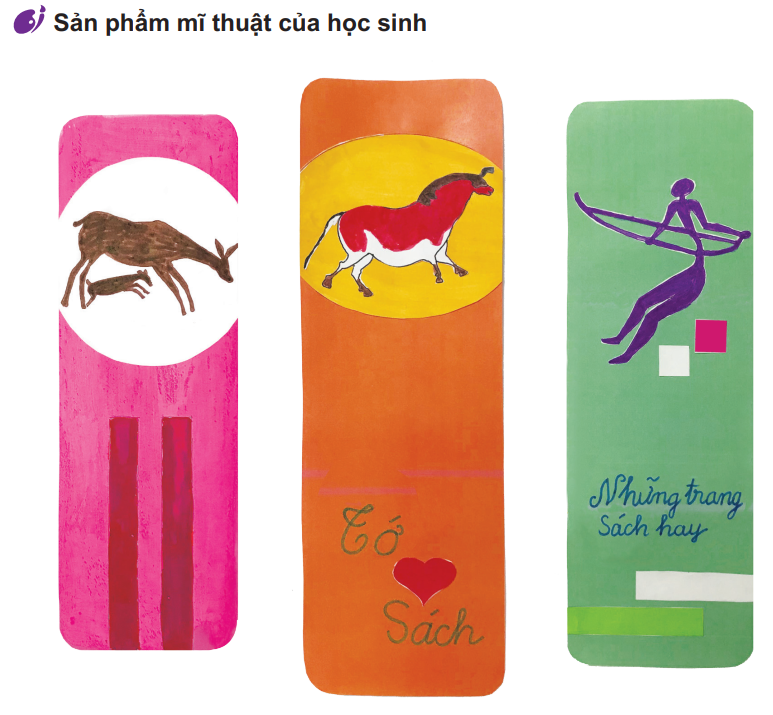 Sản phẩm mĩ thuật của học sinh
Tớ
Sách
Những trang
Sách hay